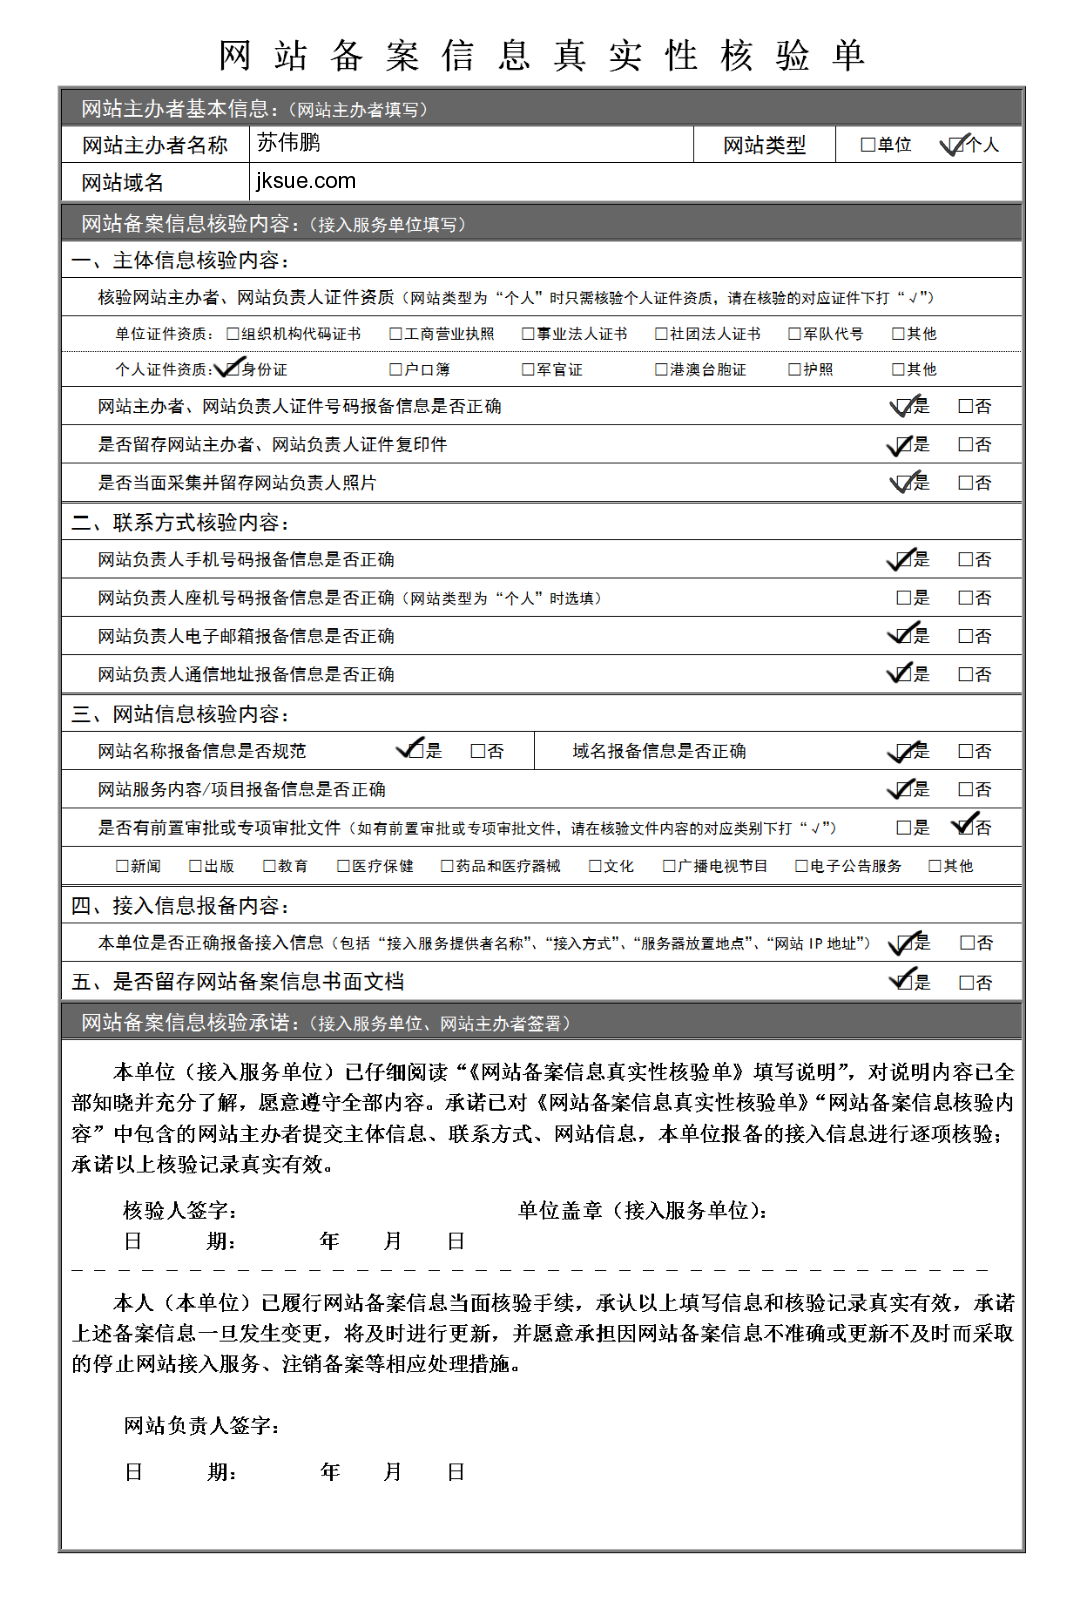 网站备案信息真实性核验单
网站主办者基本信息：（网站主办者填写）
网站主办者名称 苏伟鹏 网站类型 □单位 ☑个人
网站域名 jksue.com
网站备案信息核验内容：（接入服务单位填写）
一、主体信息核验内容：
核验网站主办者、网站负责人证件资质（网站类型为“个人”时只需核验个人证件资质，请在核验的对应证件下打“√”）
单位证件资质： □组织机构代码证书 □工商营业执照 □事业法人证书 □社团法人证书 □军队代号 □其他
个人证件资质： ☑身份证 □户口簿 □军官证 □港澳台胞证 □护照 □其他
网站主办者、网站负责人证件号码报备信息是否正确 ☑是 □否
是否留存网站主办者、网站负责人证件复印件 ☑是 □否
是否当面采集并留存网站负责人照片 ☑是 □否
二、联系方式核验内容：
网站负责人手机号码报备信息是否正确 ☑是 □否
网站负责人座机号码报备信息是否正确（网站类型为“个人”时选填） □是 □否
网站负责人电子邮箱报备信息是否正确 ☑是 □否
网站负责人通信地址报备信息是否正确 ☑是 □否
三、网站信息核验内容：
网站名称报备信息是否规范 ☑是 □否 域名报备信息是否正确 ☑是 □否
网站服务内容/项目报备信息是否正确 ☑是 □否
是否有前置审批或专项审批文件（如有前置审批或专项审批文件，请在核验文件内容的对应类别下打“√”） □是 ☑否
□新闻 □出版 □教育 □医疗保健 □药品和医疗器械 □文化 □广播电视节目 □电子公告服务 □其他
四、接入信息报备内容：
本单位是否正确报备接入信息（包括“接入服务提供者名称”、“接入方式”、“服务器放置地点”、“网站 IP 地址”） ☑是 □否
五、是否留存网站备案信息书面文档 ☑是 □否
网站备案信息核验承诺：（接入服务单位、网站主办者签署）
本单位（接入服务单位）已仔细阅读“《网站备案信息真实性核验单》填写说明”，对说明内容已全
部知晓并充分了解，愿意遵守全部内容。承诺已对《网站备案信息真实性核验单》“网站备案信息核验内
容”中包含的网站主办者提交主体信息、联系方式、网站信息，本单位报备的接入信息进行逐项核验；
承诺以上核验记录真实有效。
核验人签字： 单位盖章（接入服务单位）：
日 期： 年 月 日
本人（本单位）已履行网站备案信息当面核验手续，承认以上填写信息和核验记录真实有效，承诺
上述备案信息一旦发生变更，将及时进行更新，并愿意承担因网站备案信息不准确或更新不及时而采取
的停止网站接入服务、注销备案等相应处理措施。
网站负责人签字：
日 期： 年 月 日